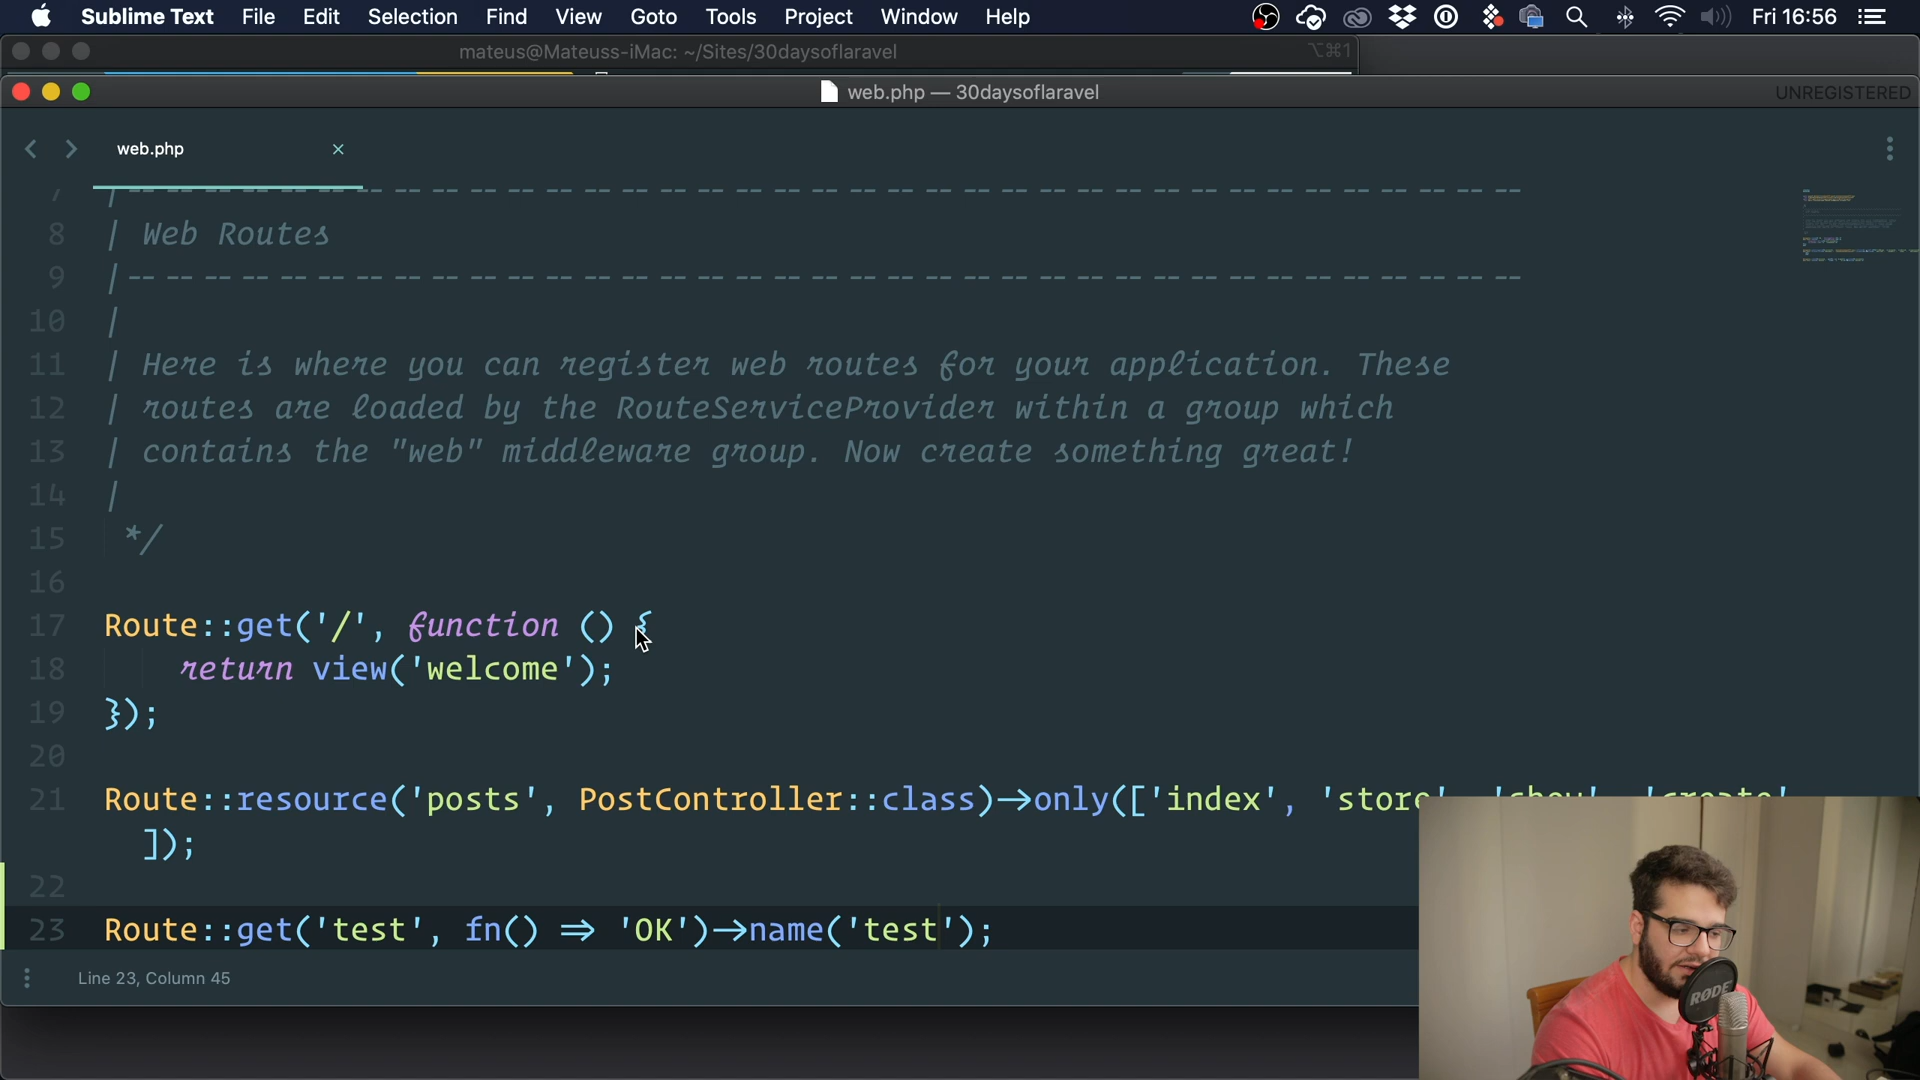 Sublime Text File Edit Selection Find View Goto Tools Project Window Help Fri 16:56
mateus@Mateuss-iMac: ~/Sites/30daysoflaravel ⌥⌘1
web.php — 30daysoflaravel UNREGISTERED
web.php
7 |--------------------------------------------------------------------------
8 | Web Routes
9 |--------------------------------------------------------------------------
10 |
11 | Here is where you can register web routes for your application. These
12 | routes are loaded by the RouteServiceProvider within a group which
13 | contains the "web" middleware group. Now create something great!
14 |
15 */
16
17 Route::get('/', function () {
18 return view('welcome');
19 });
20
21 Route::resource('posts', PostController::class)->only(['index', 'store', 'show', 'create'
]);
22
23 Route::get('test', fn() => 'OK')->name('test');
Line 23, Column 45
RØDE